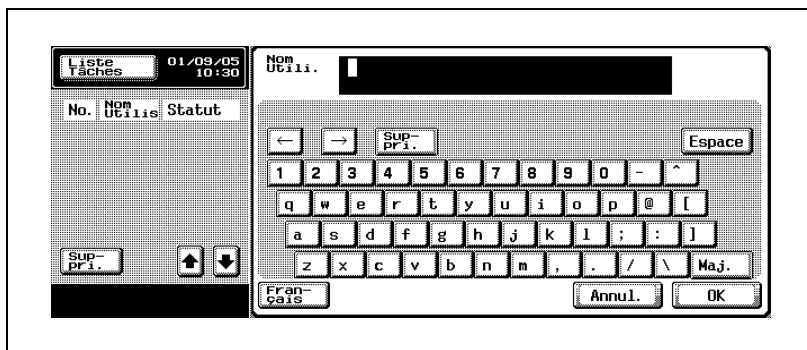 Liste
Tâches
01/09/05
10:30
No. Nom Utilis Statut
Sup-
pri.
Nom
Utili.
← → Sup-
pri. Espace
1 2 3 4 5 6 7 8 9 0 - ^
q w e r t y u i o p @ [
a s d f g h j k l ; : ]
z x c v b n m , . / \ Maj.
Fran-
çais
Annul. OK